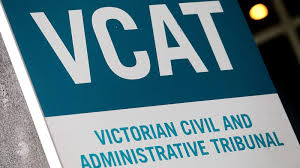 VCAT
VICTORIAN CIVIL AND
ADMINISTRATIVE TRIBUNAL